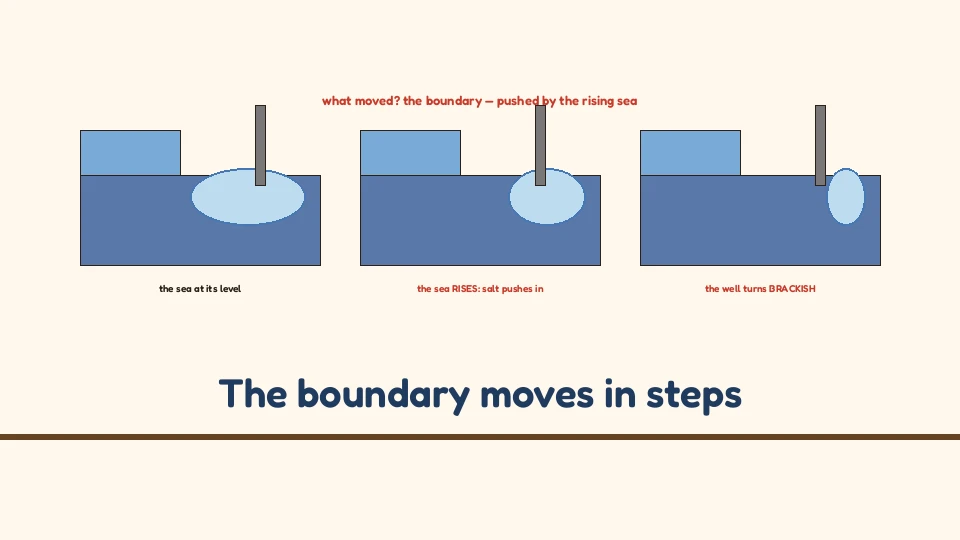 what moved? the boundary — pushed by the rising sea
the sea at its level
the sea RISES: salt pushes in
the well turns BRACKISH
The boundary moves in steps